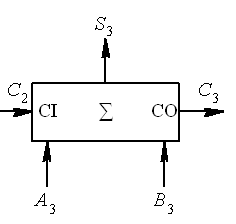 S₃
C₂ CI Σ CO C₃
A₃ B₃